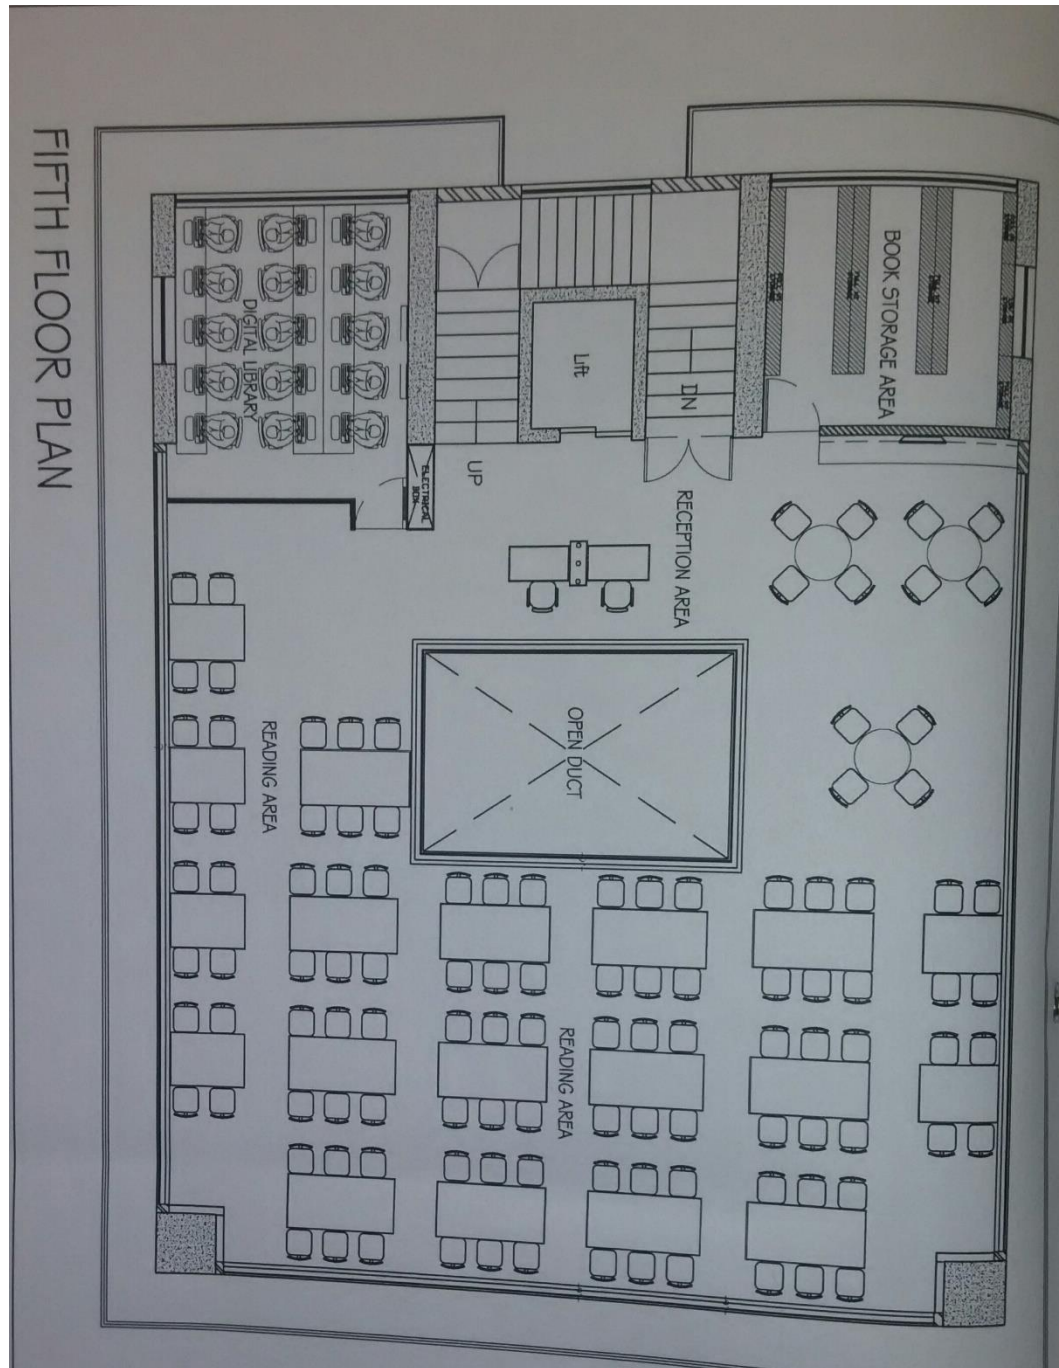 FIFTH FLOOR PLAN
BOOK STORAGE AREA
Lift
DN
UP
DIGITAL LIBRARY
ELECTRICAL
RECEPTION AREA
OPEN DUCT
READING AREA
READING AREA